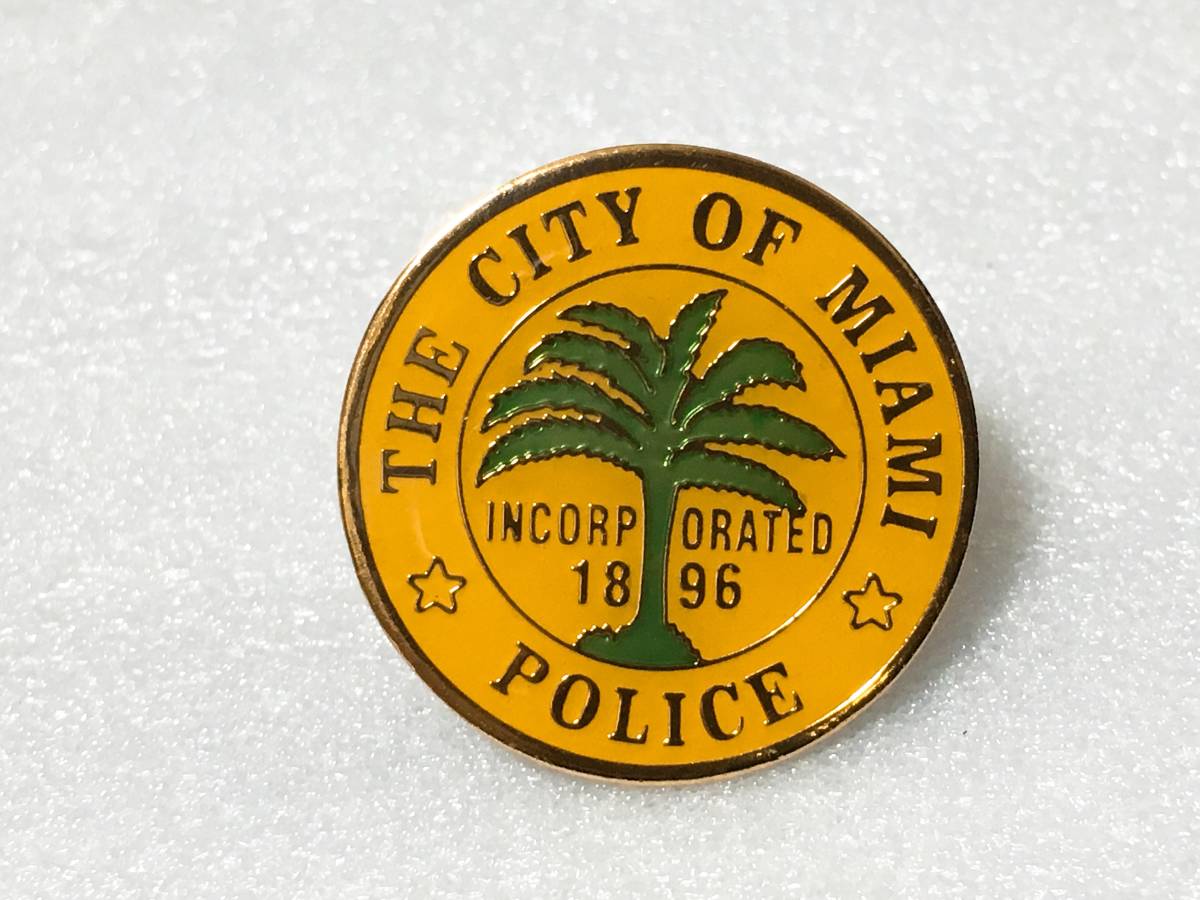 THE CITY OF MIAMI
INCORPORATED
1896
POLICE